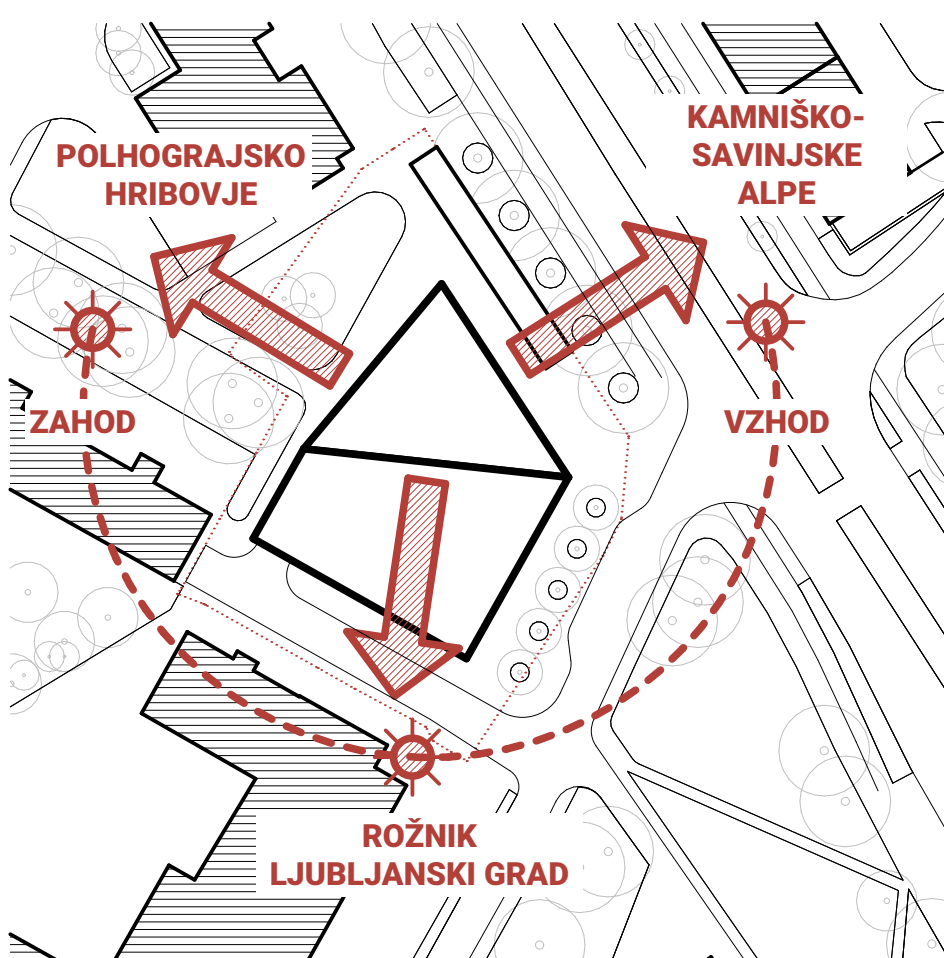 KAMNIŠKO-
SAVINJSKE
ALPE
POLHOGRAJSKO
HRIBOVJE
ZAHOD
VZHOD
ROŽNIK
LJUBLJANSKI GRAD